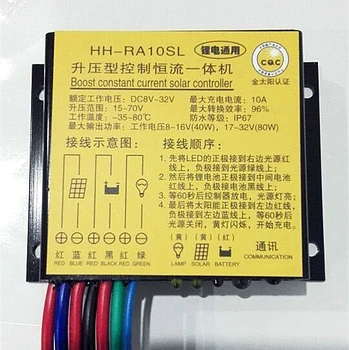 HH-RA10SL
锂电通用
升压型控制恒流一体机
Boost constant current solar controller
CQC
金太阳认证
额定工作电压：DC8V-32V
最大充电电流：10A
升压范围：15-70V
最大转换效率：96%
工作温度：-35-80℃
防水等级：IP67
最大输出功率：工作电压8-16V(40W)，17-32V(80W)
接线示意图：
接线顺序：
1、先将LED的正极接到左边光源红
线上，负极接到光源绿线上；
2、然后将锂电池正极接到中间电池
红线上，负极接电池黑线上；
3、等60秒后控制器放电，光源灯亮；
4、最后将太阳能正极接到左边红
线上，负极接到蓝线上，等60秒后
光源关闭，黄灯闪烁，开始充电。
红 蓝 红 黑 红 绿
RED BLUE RED BLACK RED GREEN
(黄) (黄) (红)
LAMP SOLAR BATTERY
通讯
COMMUNICATION